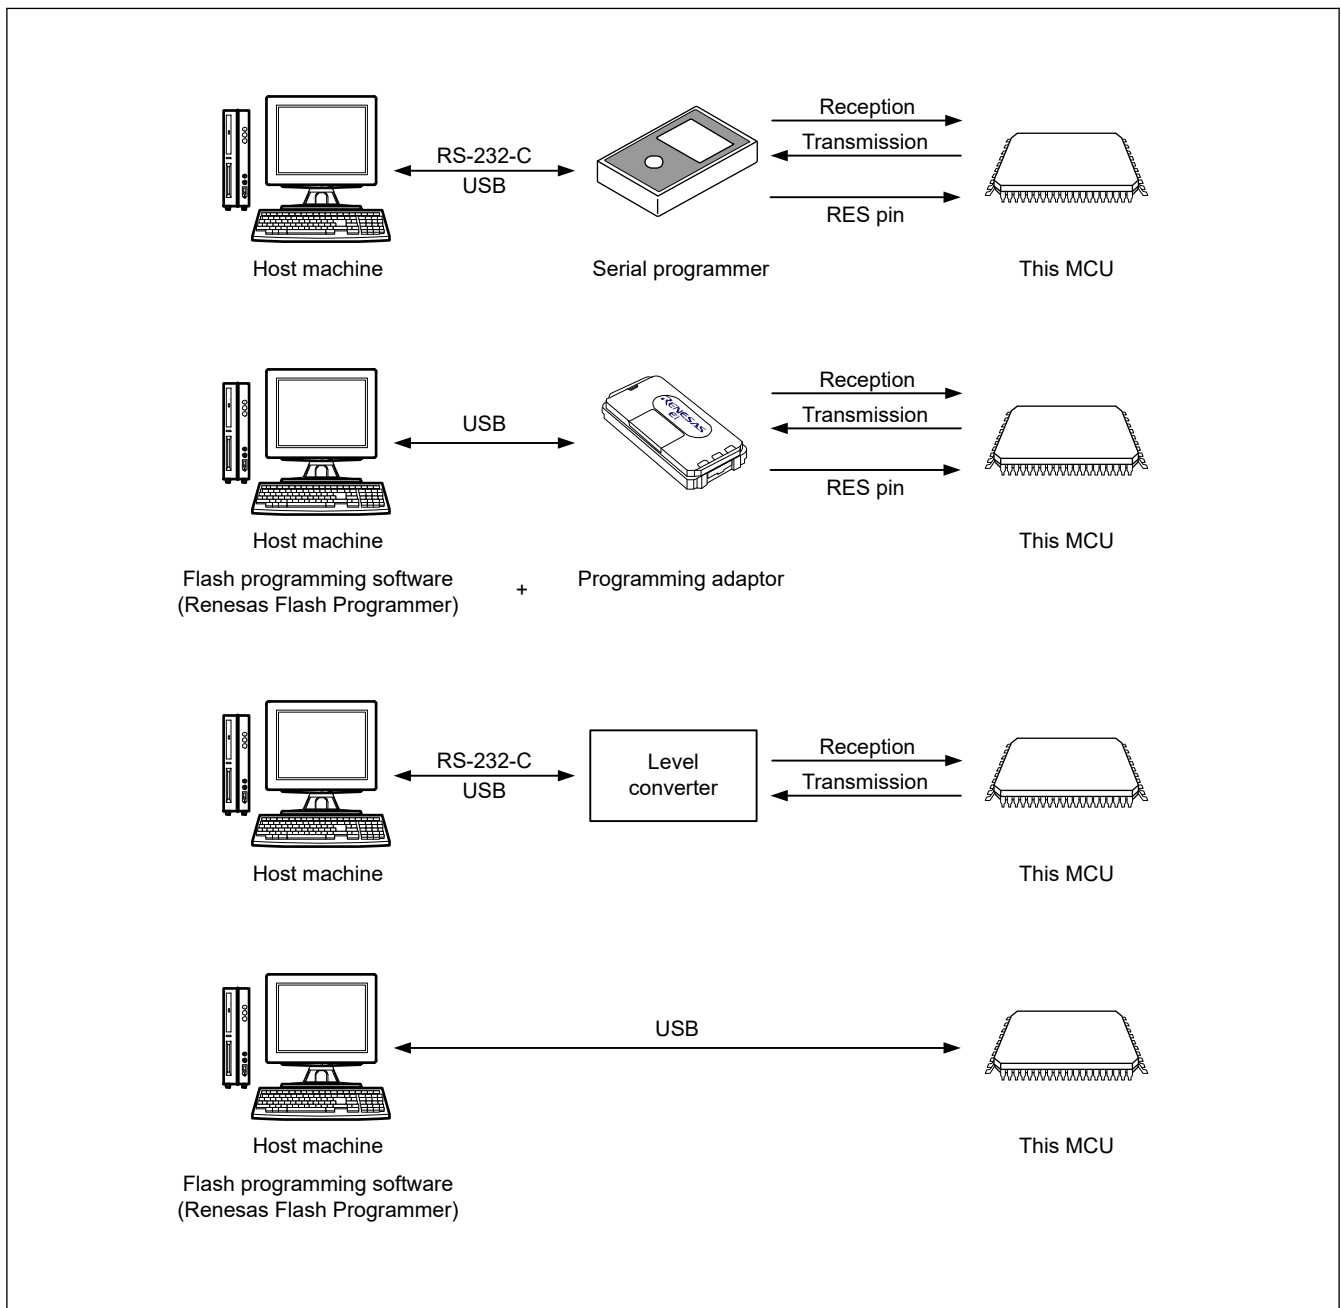 Reception
RS-232-C
Transmission
USB
RES pin
Host machine
Serial programmer
This MCU
Reception
USB
RENESAS
E1
Transmission
RES pin
Host machine
This MCU
Flash programming software
(Renesas Flash Programmer)
+
Programming adaptor
RS-232-C
USB
Level
converter
Reception
Transmission
Host machine
This MCU
USB
Host machine
This MCU
Flash programming software
(Renesas Flash Programmer)